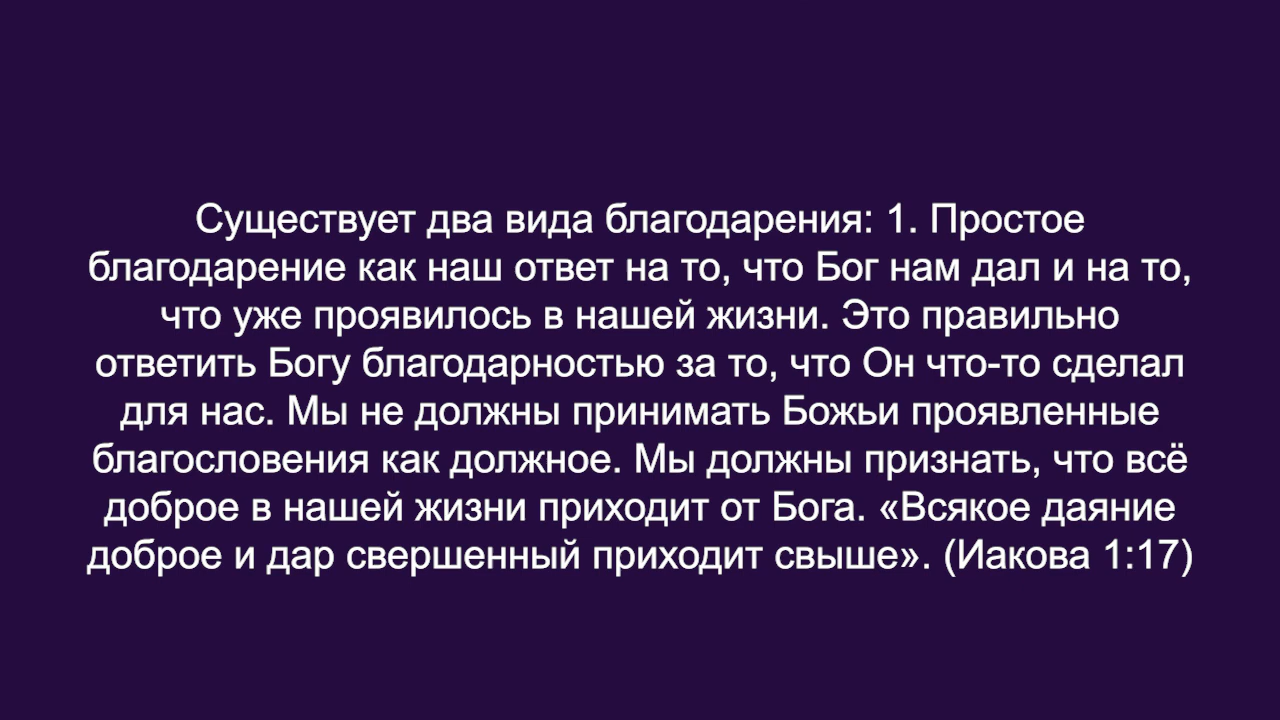 Существует два вида благодарения: 1. Простое
благодарение как наш ответ на то, что Бог нам дал и на то,
что уже проявилось в нашей жизни. Это правильно
ответить Богу благодарностью за то, что Он что-то сделал
для нас. Мы не должны принимать Божьи проявленные
благословения как должное. Мы должны признать, что всё
доброе в нашей жизни приходит от Бога. «Всякое даяние
доброе и дар свершенный приходит свыше». (Иакова 1:17)